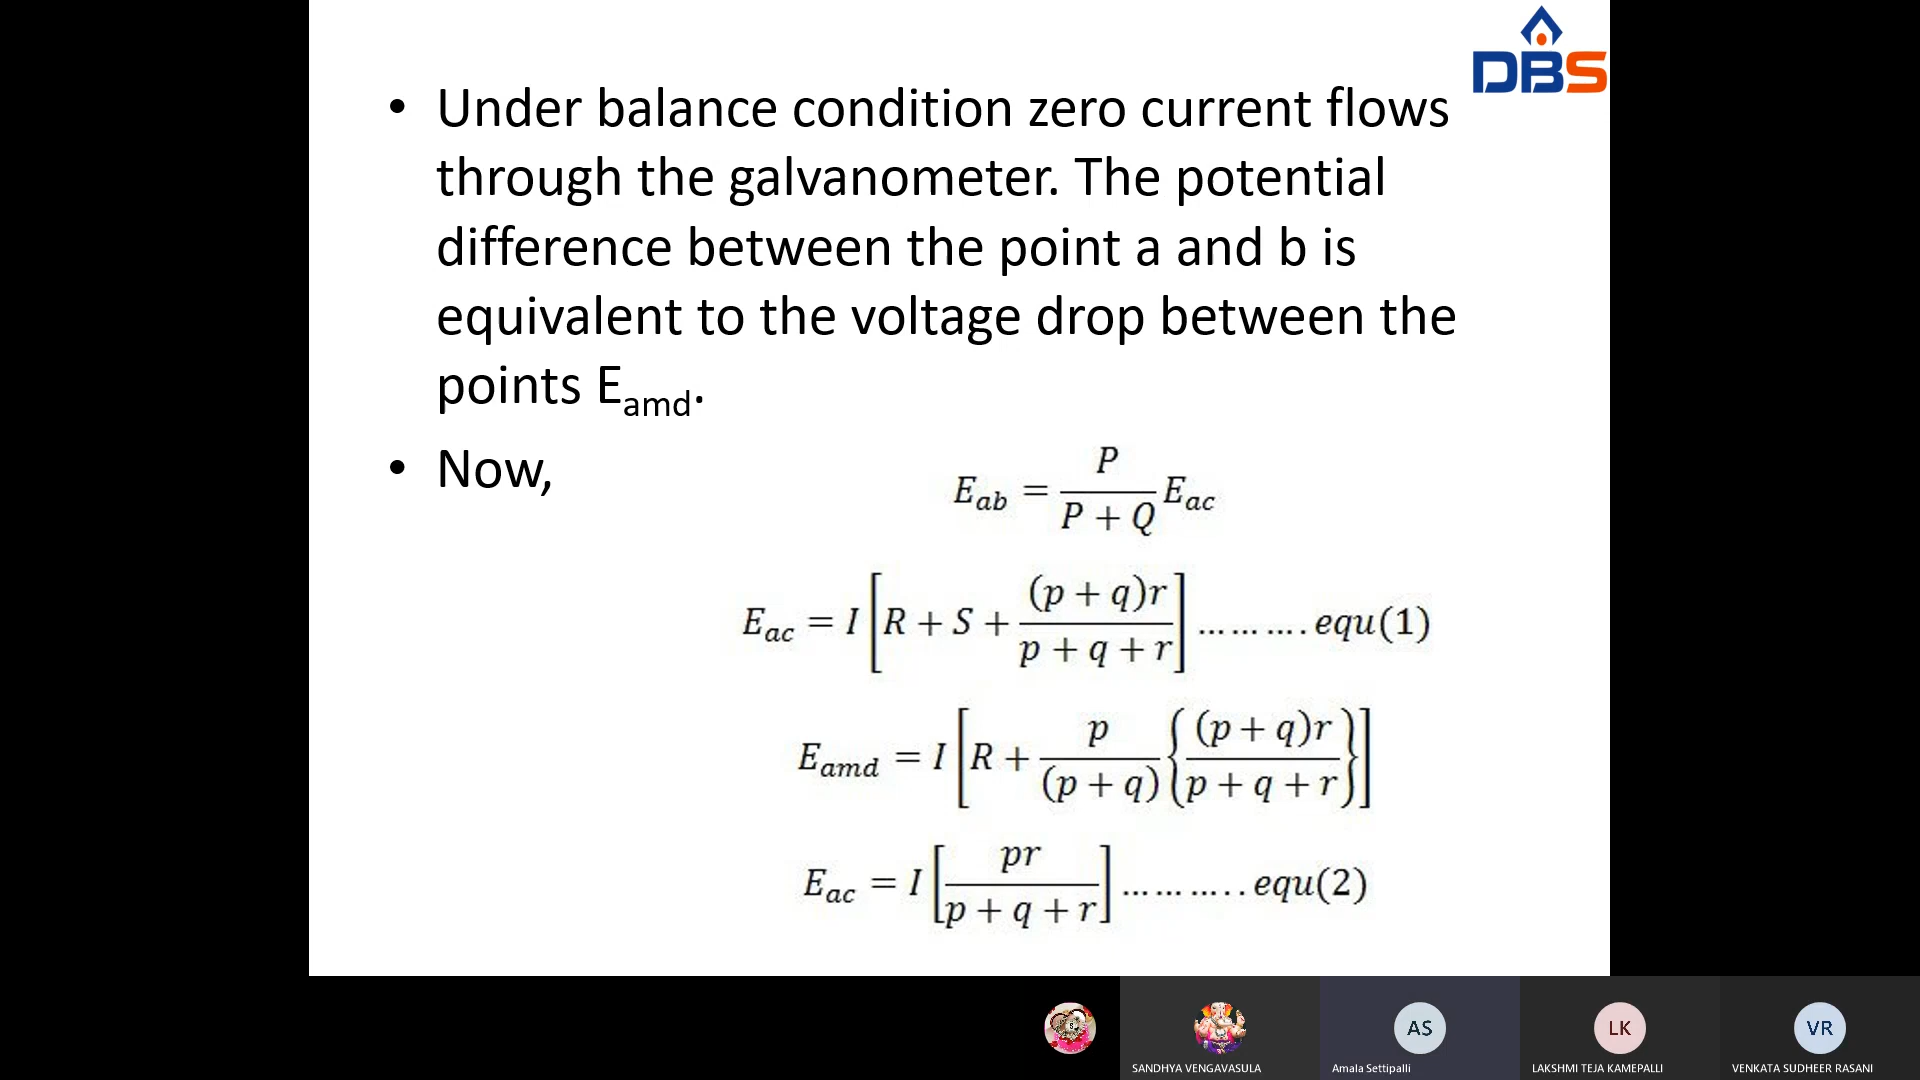 DBS
• Under balance condition zero current flows
through the galvanometer. The potential
difference between the point a and b is
equivalent to the voltage drop between the
points E_amd.
• Now,
E_ab = P/(P + Q) E_ac
E_ac = I [R + S + (p + q)r/(p + q + r)] ... ... ... . equ(1)
E_amd = I [R + p/(p + q) {(p + q)r/(p + q + r)}]
E_ac = I [pr/(p + q + r)] ... ... ... . . equ(2)
AS
LK
VR
SANDHYA VENGAVASULA
Amala Settipalli
LAKSHMI TEJA KAMEPALLI
VENKATA SUDHEER RASANI